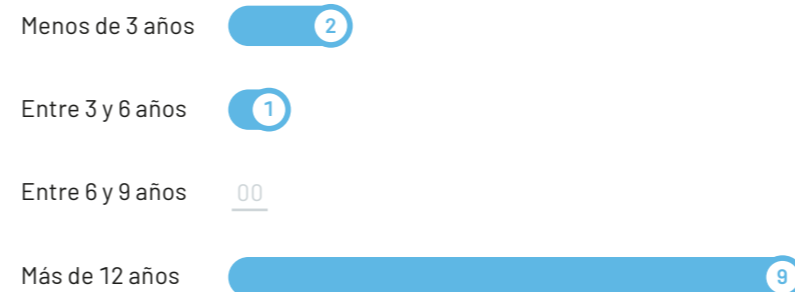 Menos de 3 años 2
Entre 3 y 6 años 1
Entre 6 y 9 años 00
Más de 12 años 9